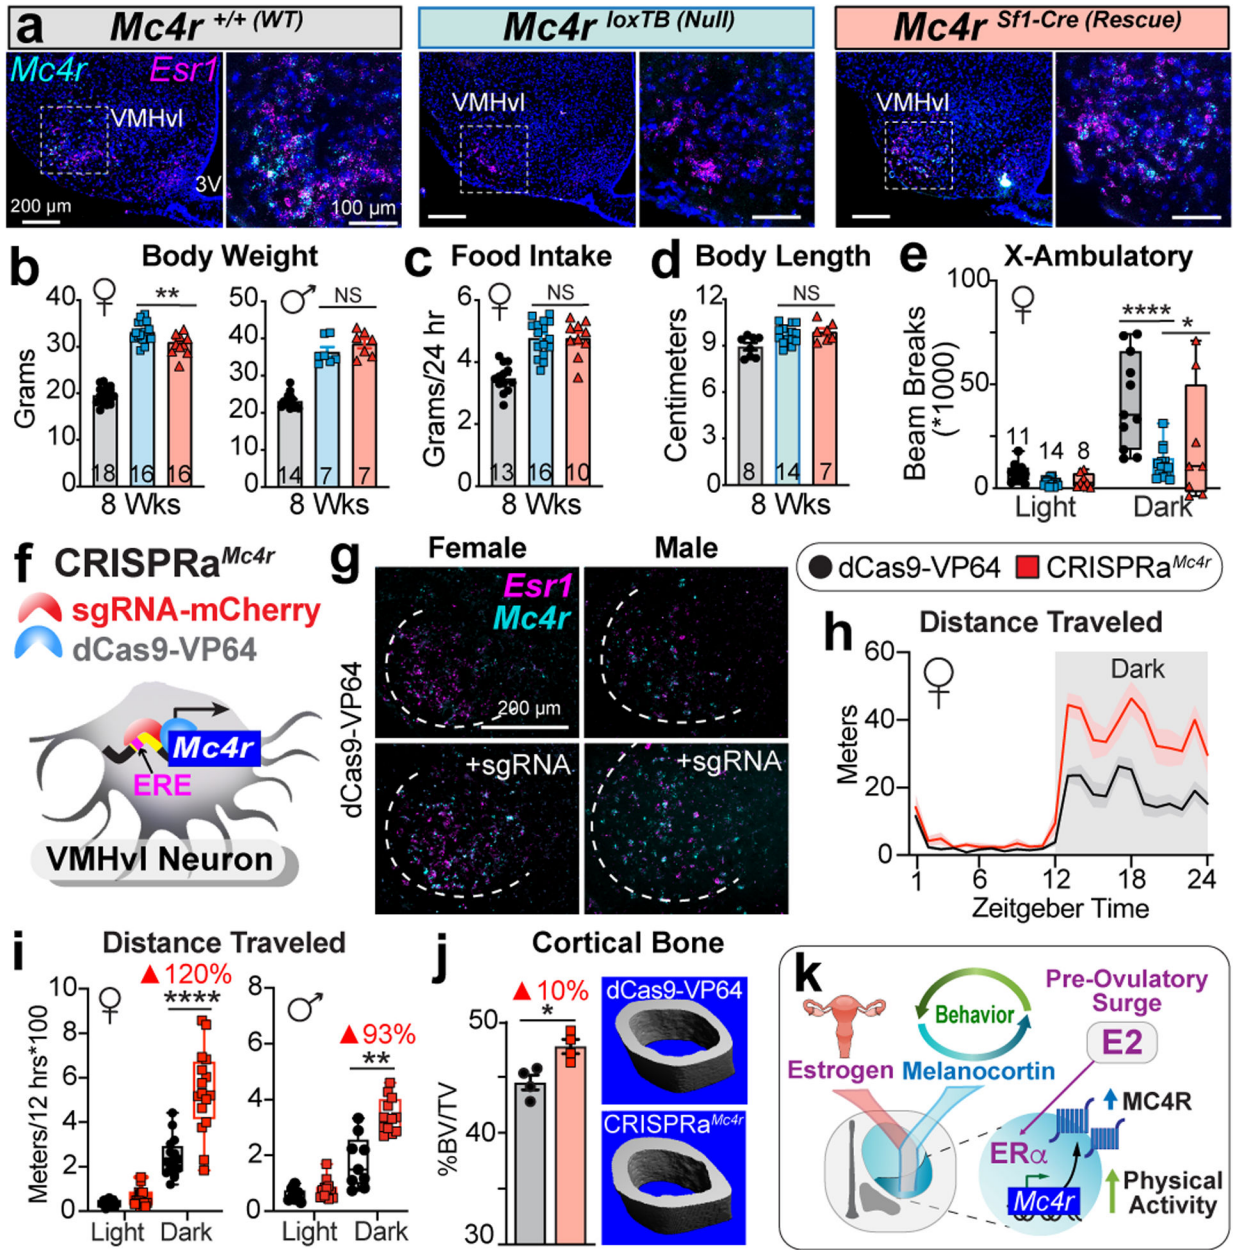 a
Mc4r +/+ (WT)
Mc4r loxTB (Null)
Mc4r Sf1-Cre (Rescue)
Mc4r Esr1
VMHvl
3V
200 µm
100 µm
VMHvl
VMHvl
b Body Weight
♀
**
Grams
40
30
20
10
0
18 16 16
8 Wks
♂
NS
50
40
30
20
10
0
14 7 7
8 Wks
c Food Intake
♀
NS
Grams/24 hr
6
4
2
0
13 16 10
8 Wks
d Body Length
NS
Centimeters
12
9
6
3
0
8 14 7
8 Wks
e X-Ambulatory
♀
**** *
Beam Breaks
(*1000)
100
50
0
11 14 8
Light Dark
f CRISPRaMc4r
sgRNA-mCherry
dCas9-VP64
Mc4r
ERE
VMHvl Neuron
g Female Male
dCas9-VP64
Esr1
Mc4r
200 µm
+sgRNA
+sgRNA
dCas9-VP64 CRISPRaMc4r
h Distance Traveled
♀
Dark
Meters
60
40
20
0
1 6 12 18 24
Zeitgeber Time
i Distance Traveled
♀
▲120%
****
Meters/12 hrs*100
10
8
6
4
2
0
Light Dark
♂
▲93%
**
8
6
4
2
0
Light Dark
j Cortical Bone
▲10%
*
%BV/TV
50
40
30
dCas9-VP64
CRISPRaMc4r
k
Pre-Ovulatory
Surge
Behavior
E2
Estrogen Melanocortin
MC4R
ERα
Mc4r
Physical
Activity